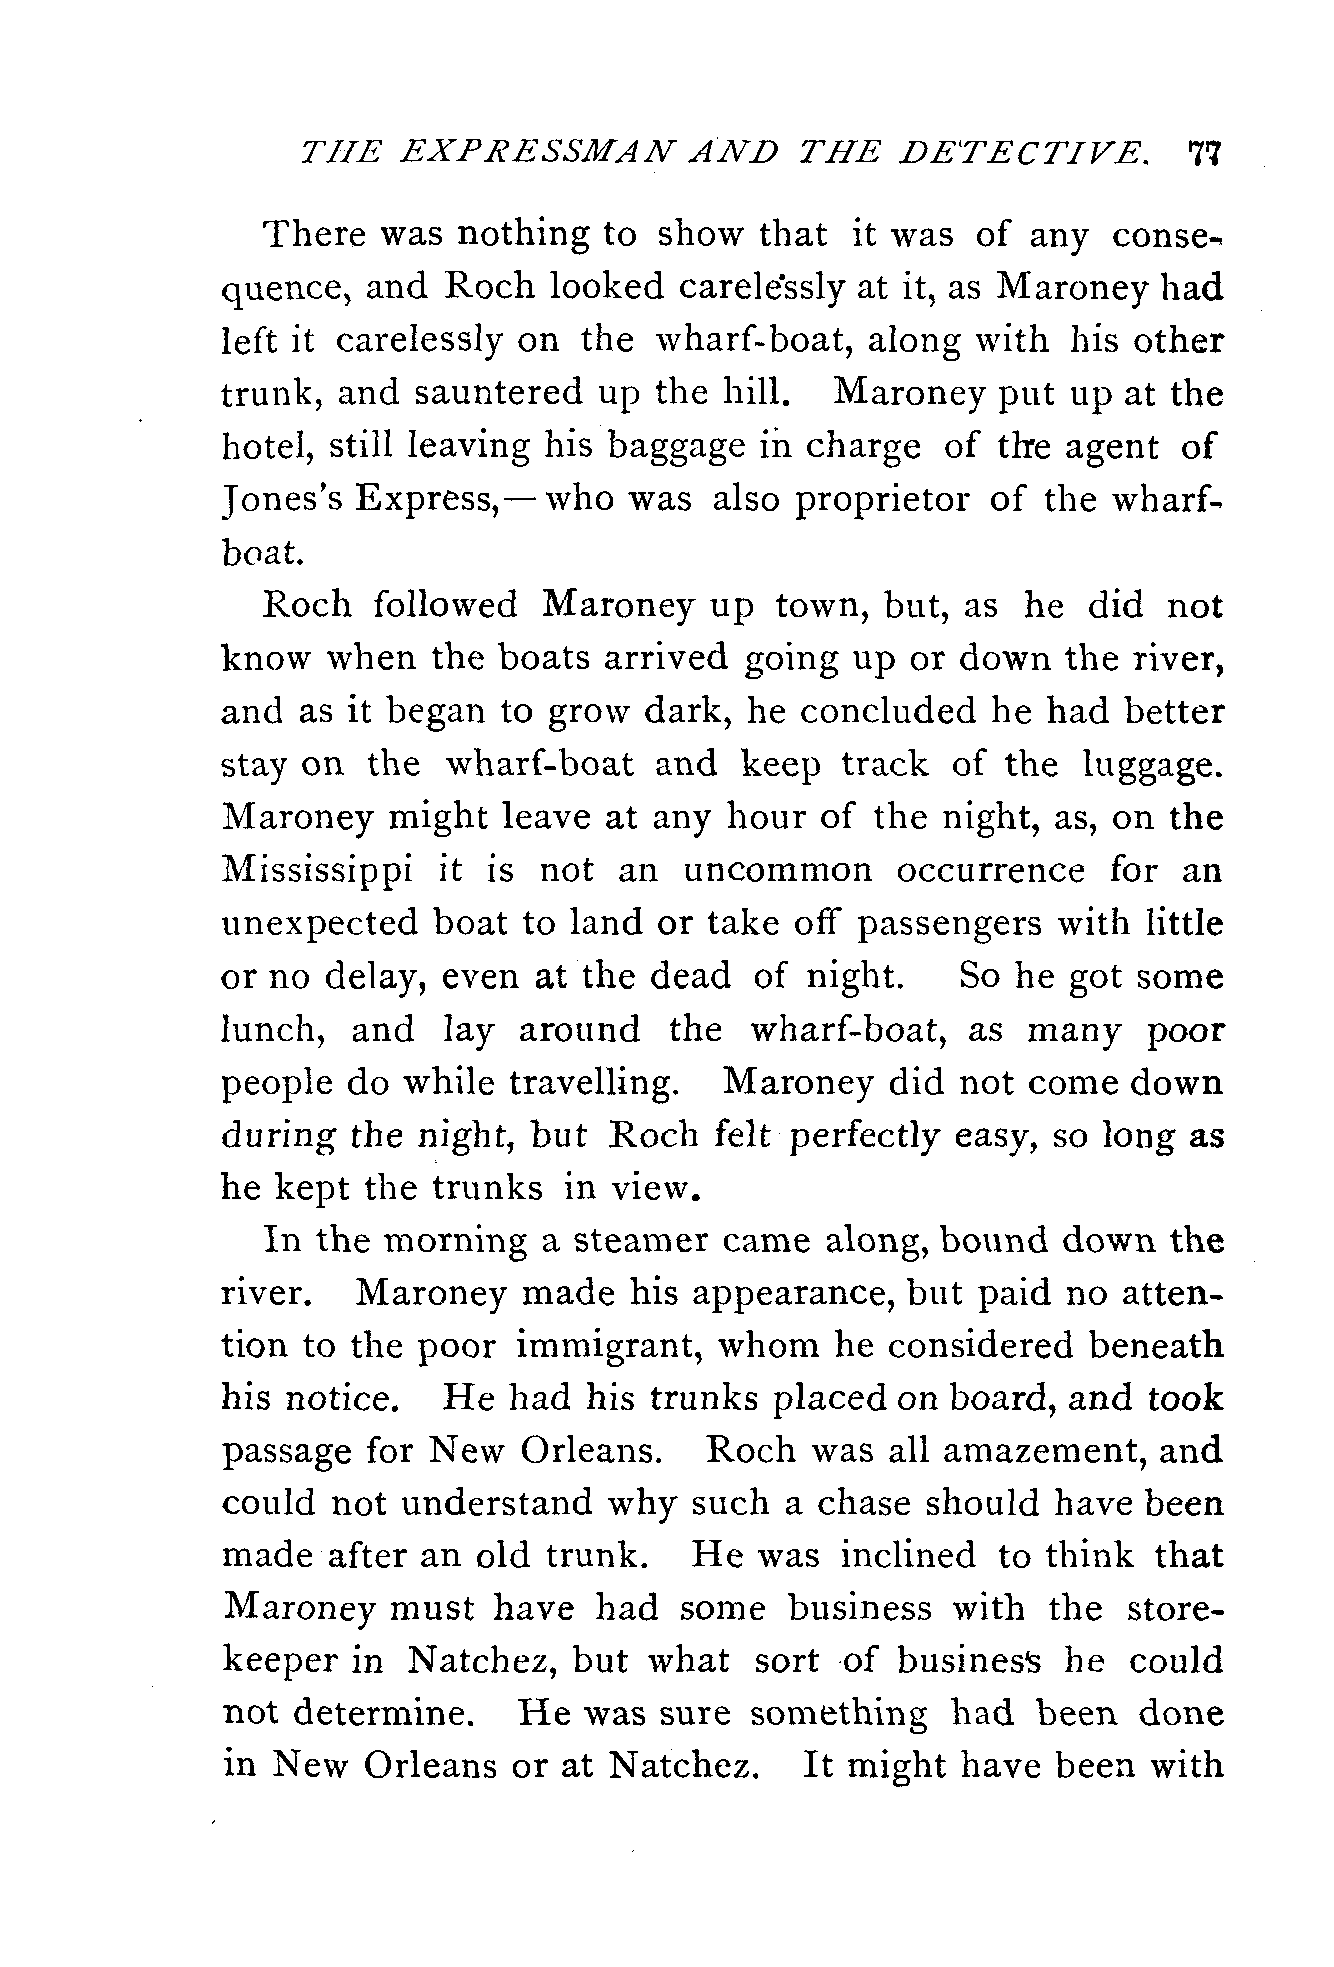 THE EXPRESSMAN AND THE DETECTIVE. 77
There was nothing to show that it was of any conse-
quence, and Roch looked carelessly at it, as Maroney had
left it carelessly on the wharf-boat, along with his other
trunk, and sauntered up the hill. Maroney put up at the
hotel, still leaving his baggage in charge of the agent of
Jones's Express,— who was also proprietor of the wharf-
boat.
Roch followed Maroney up town, but, as he did not
know when the boats arrived going up or down the river,
and as it began to grow dark, he concluded he had better
stay on the wharf-boat and keep track of the luggage.
Maroney might leave at any hour of the night, as, on the
Mississippi it is not an uncommon occurrence for an
unexpected boat to land or take off passengers with little
or no delay, even at the dead of night. So he got some
lunch, and lay around the wharf-boat, as many poor
people do while travelling. Maroney did not come down
during the night, but Roch felt perfectly easy, so long as
he kept the trunks in view.
In the morning a steamer came along, bound down the
river. Maroney made his appearance, but paid no atten-
tion to the poor immigrant, whom he considered beneath
his notice. He had his trunks placed on board, and took
passage for New Orleans. Roch was all amazement, and
could not understand why such a chase should have been
made after an old trunk. He was inclined to think that
Maroney must have had some business with the store-
keeper in Natchez, but what sort of business he could
not determine. He was sure something had been done
in New Orleans or at Natchez. It might have been with